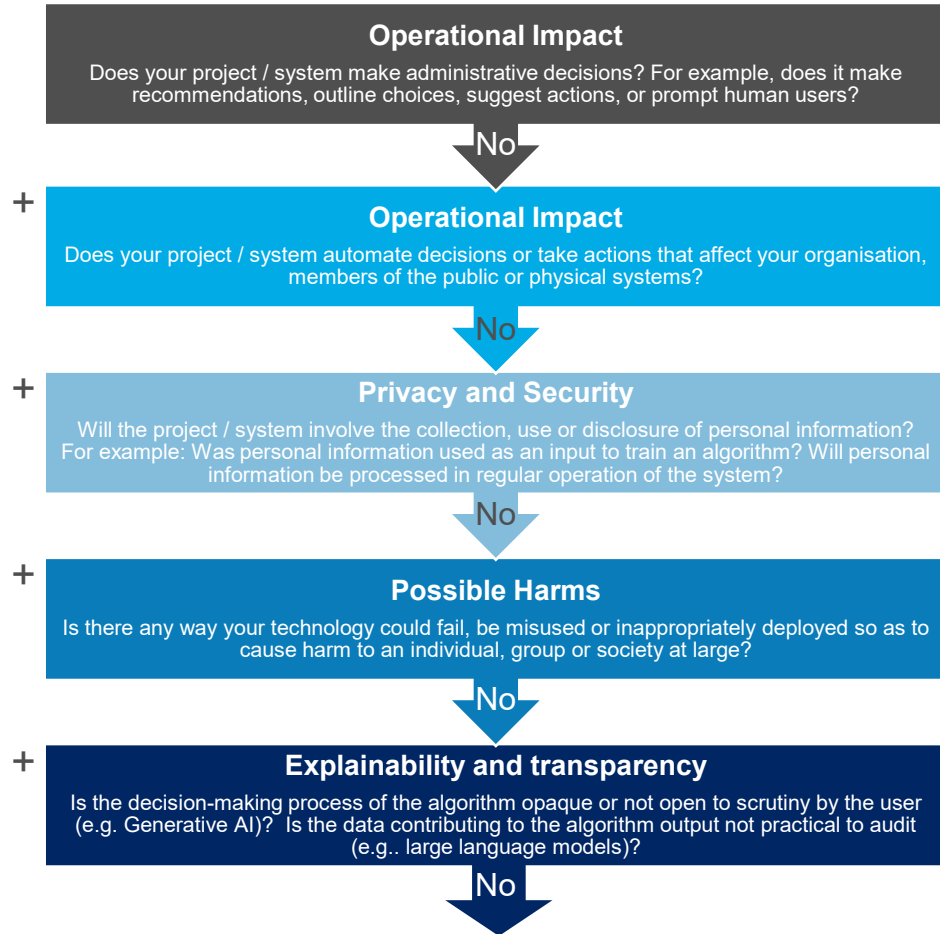 Operational Impact
Does your project / system make administrative decisions? For example, does it make
recommendations, outline choices, suggest actions, or prompt human users?
No
+
Operational Impact
Does your project / system automate decisions or take actions that affect your organisation,
members of the public or physical systems?
No
+
Privacy and Security
Will the project / system involve the collection, use or disclosure of personal information?
For example: Was personal information used as an input to train an algorithm? Will personal
information be processed in regular operation of the system?
No
+
Possible Harms
Is there any way your technology could fail, be misused or inappropriately deployed so as to
cause harm to an individual, group or society at large?
No
+
Explainability and transparency
Is the decision-making process of the algorithm opaque or not open to scrutiny by the user
(e.g. Generative AI)? Is the data contributing to the algorithm output not practical to audit
(e.g.. large language models)?
No